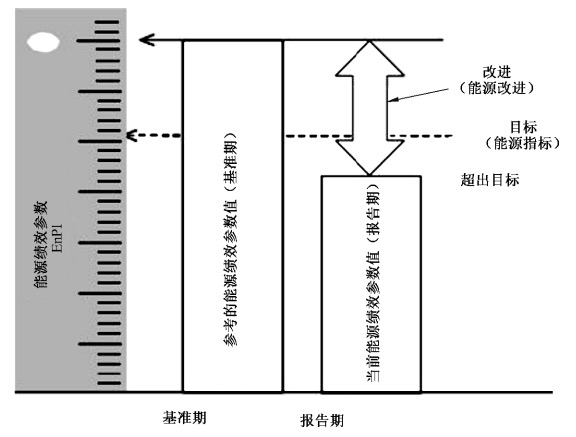 能源绩效参数
EnPI
参考的能源绩效参数值（基准期）
当前能源绩效参数值（报告期）
改进
（能源改进）
目标
（能源指标）
超出目标
基准期
报告期